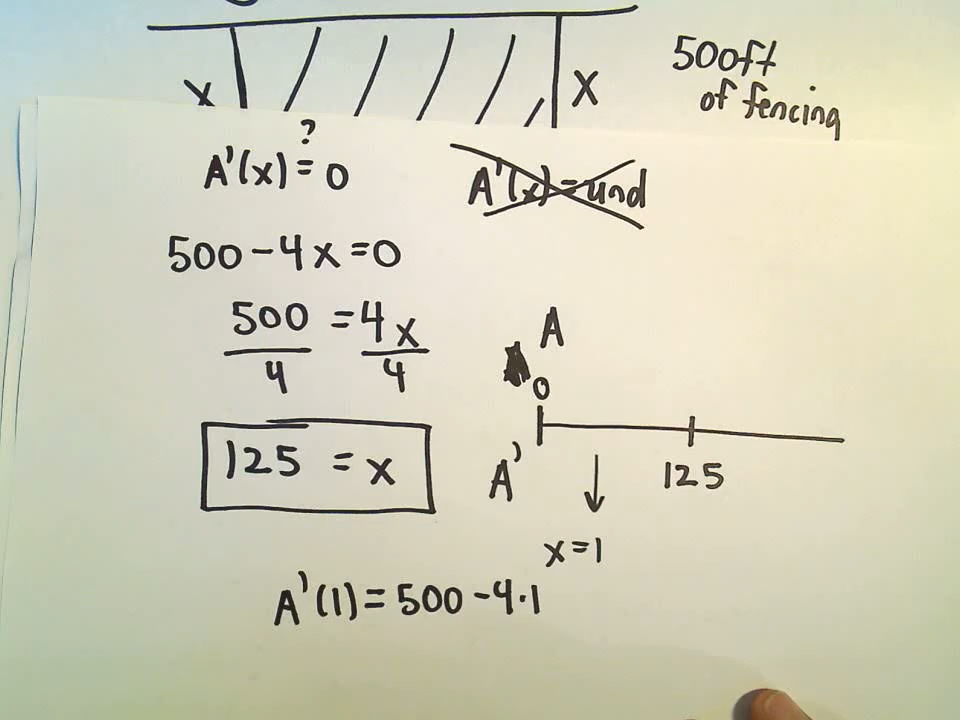 x x 500ft
of fencing
A'(x) ≟ 0 A'(x) = und
500 - 4x = 0
500/4 = 4x/4
A
0
125 = x
A' 125
x = 1
A'(1) = 500 - 4·1